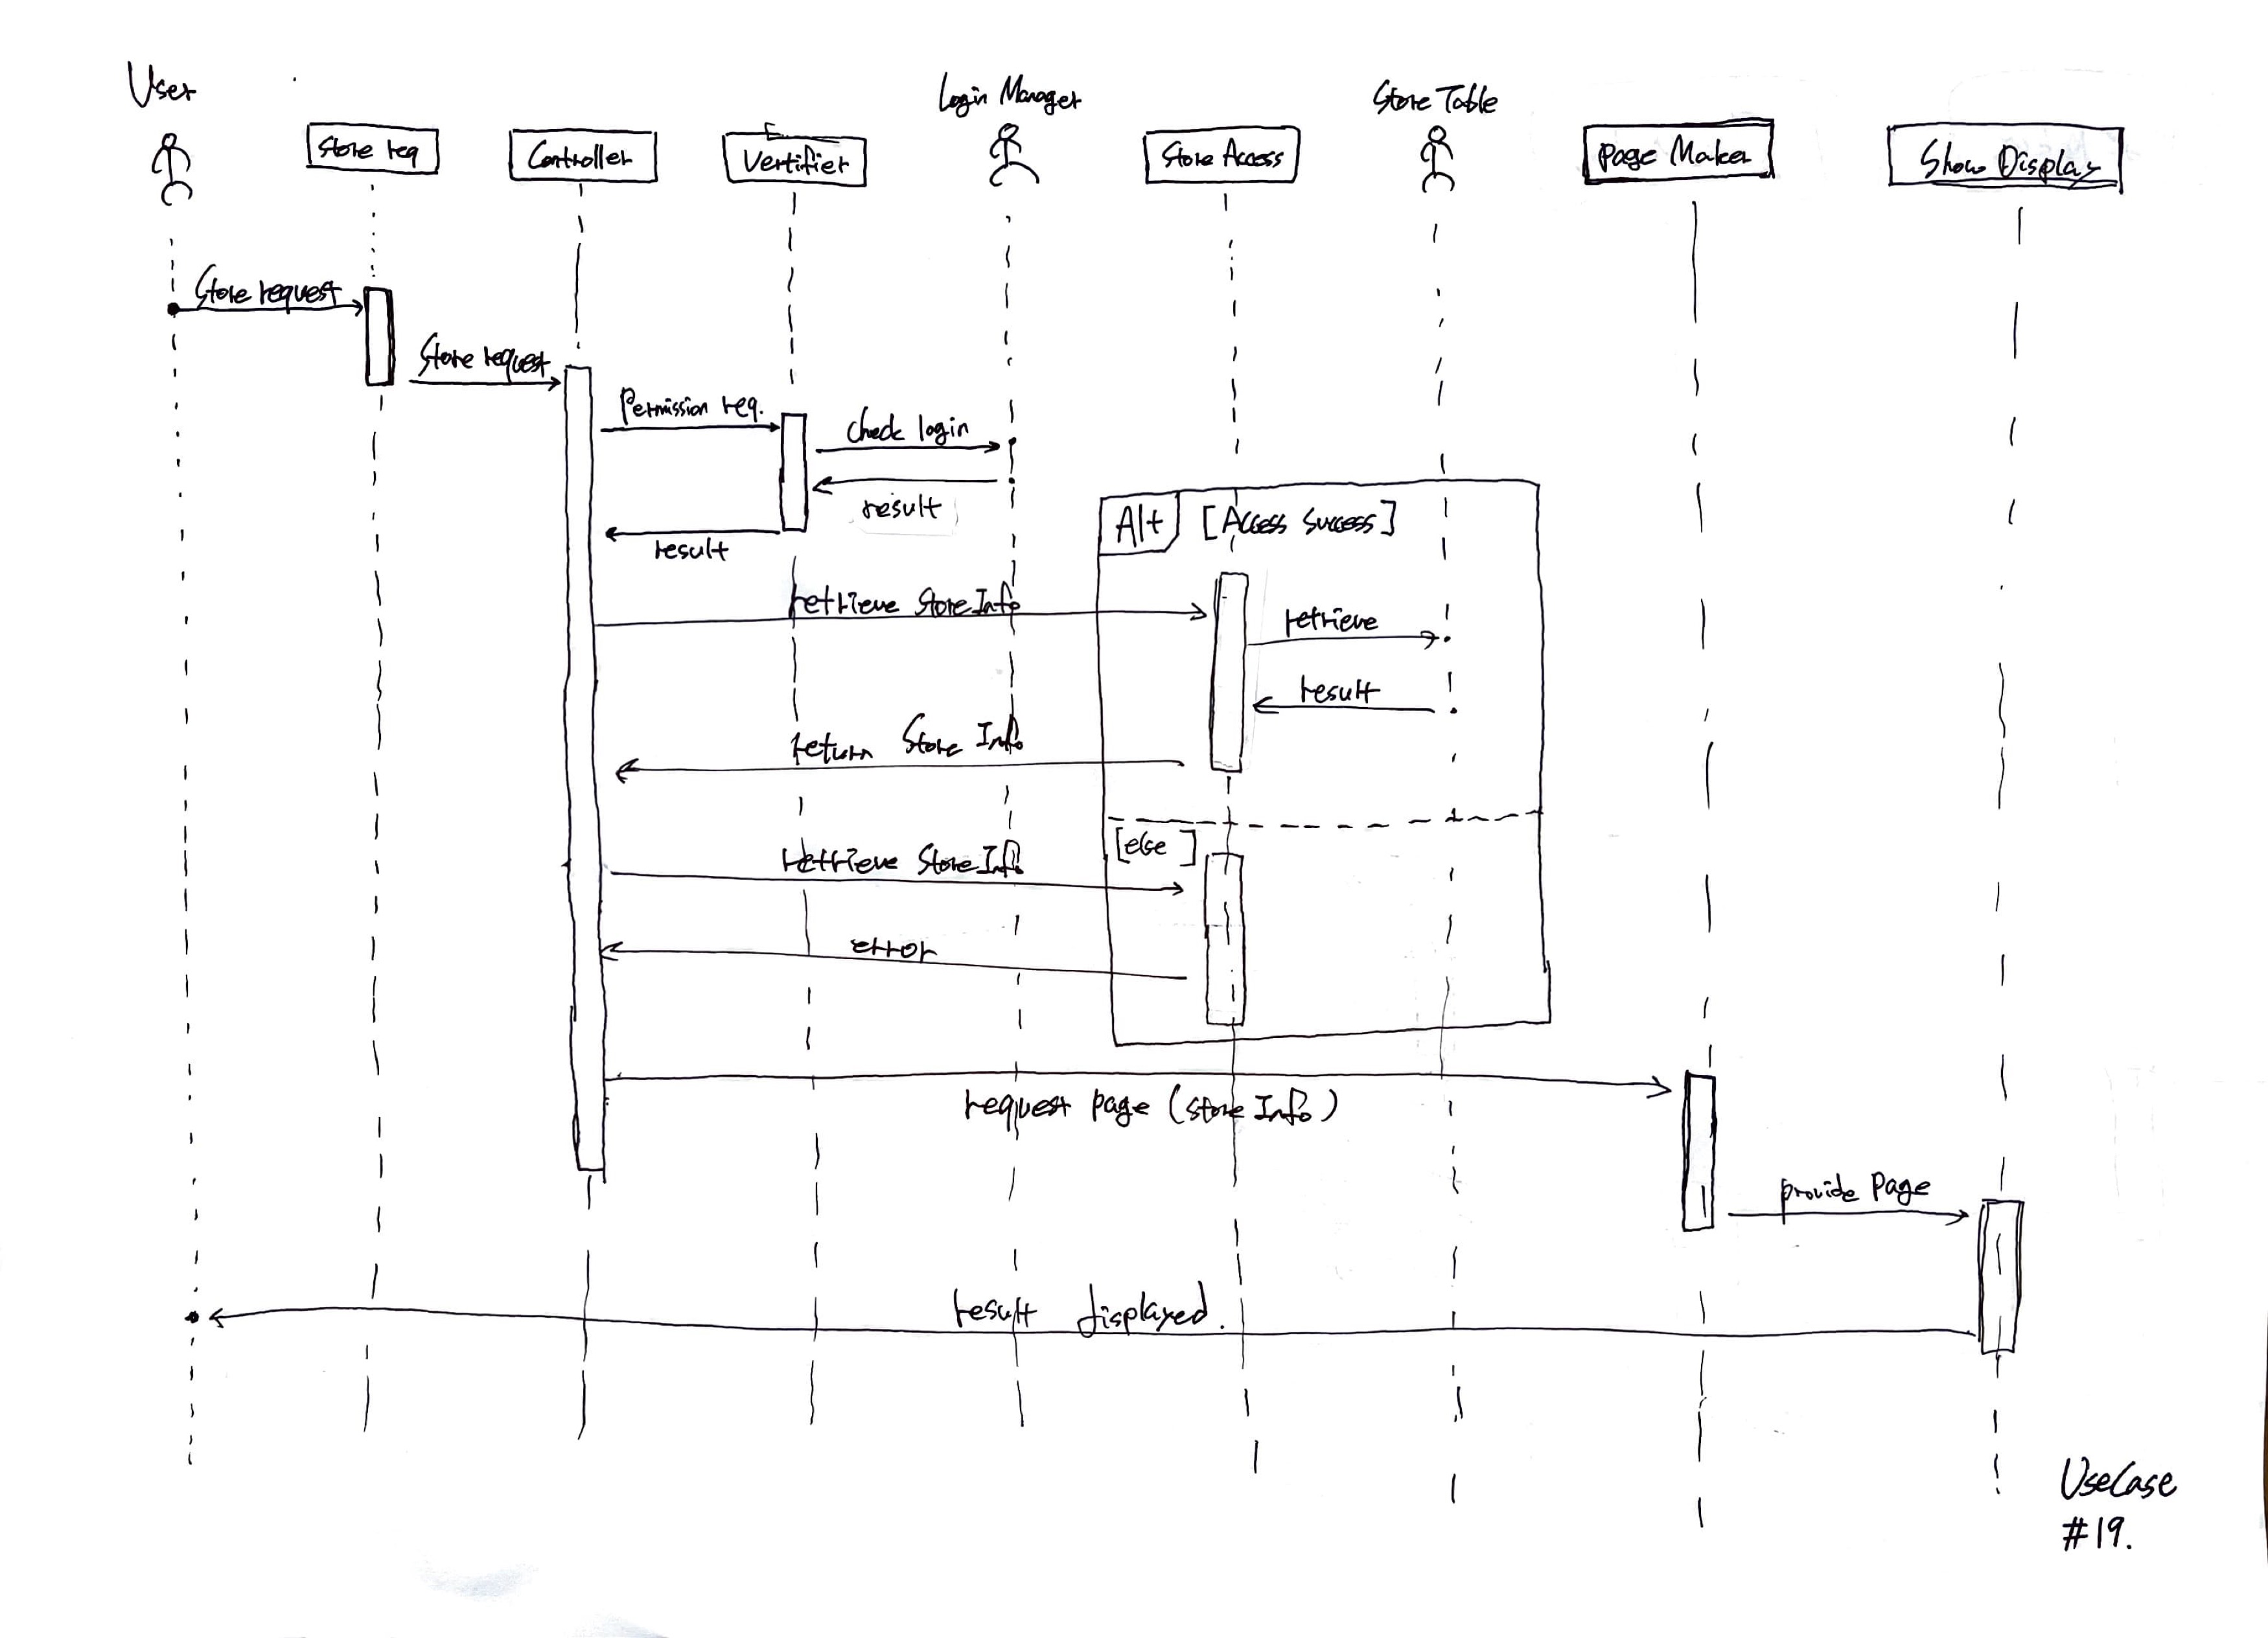 User
Login Manager
Store Table
Store req
Controller
Vertifier
Store Access
Page Maker
Show Display
Store request
Store request
Permission req.
check login
result
result
Alt [Access Success]
retrieve Store Info
retrieve
result
return Store Info
[else]
retrieve Store Info
error
request page (store Info)
provide Page
result displayed.
UseCase
#19.